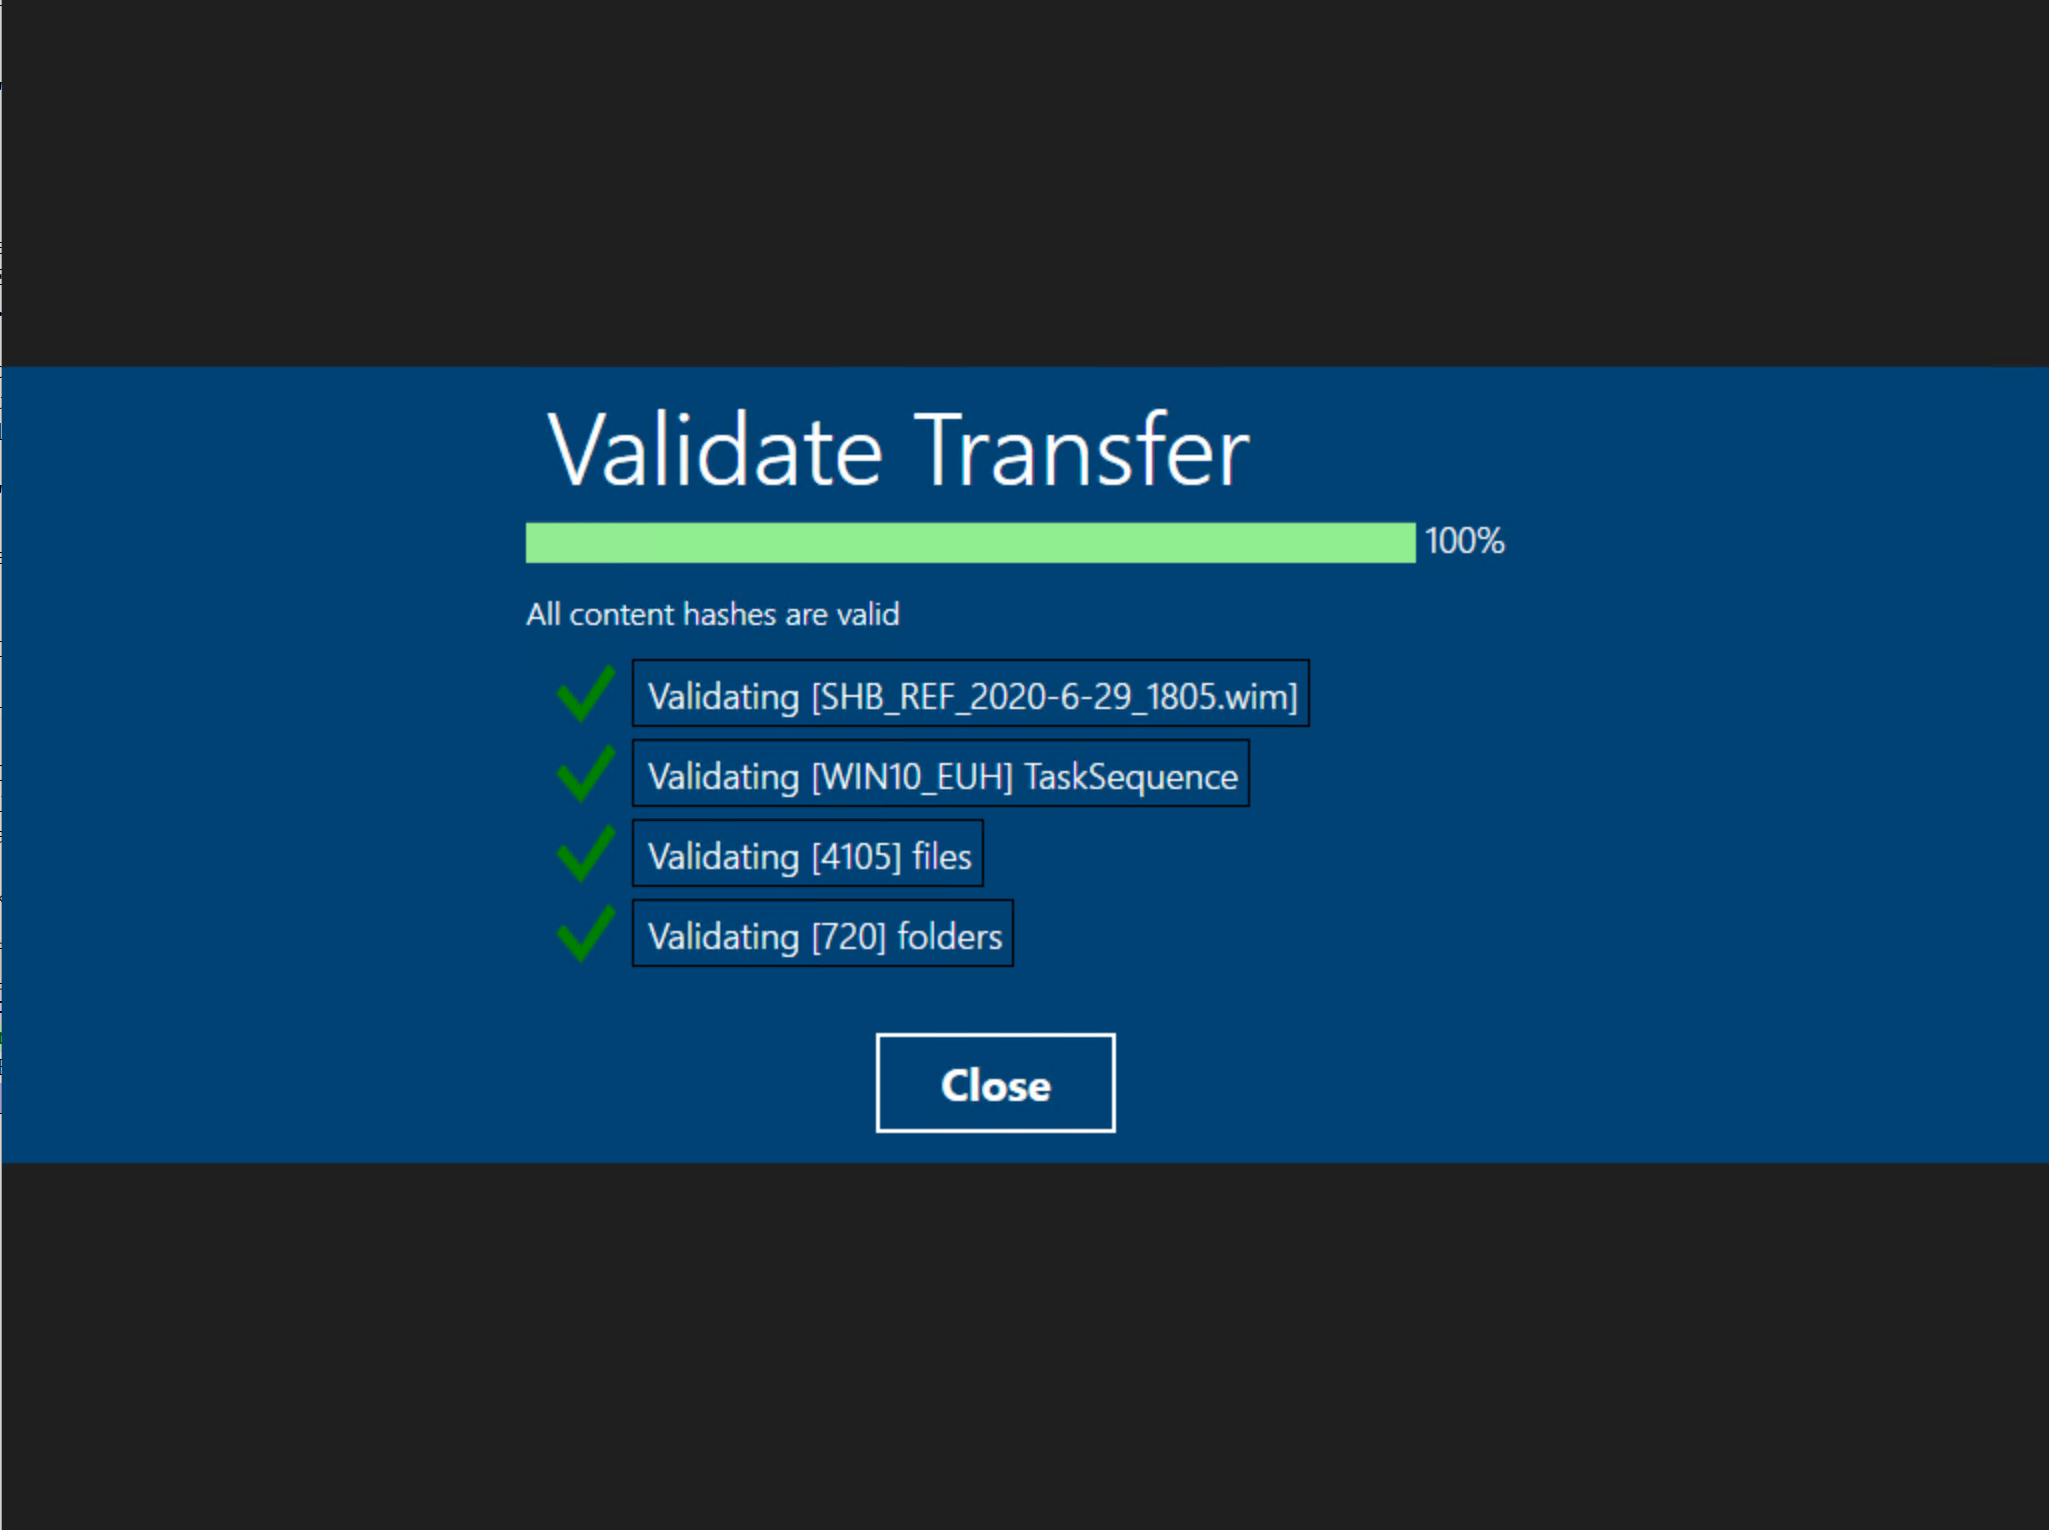 Validate Transfer
100%
All content hashes are valid
Validating [SHB_REF_2020-6-29_1805.wim]
Validating [WIN10_EUH] TaskSequence
Validating [4105] files
Validating [720] folders
Close